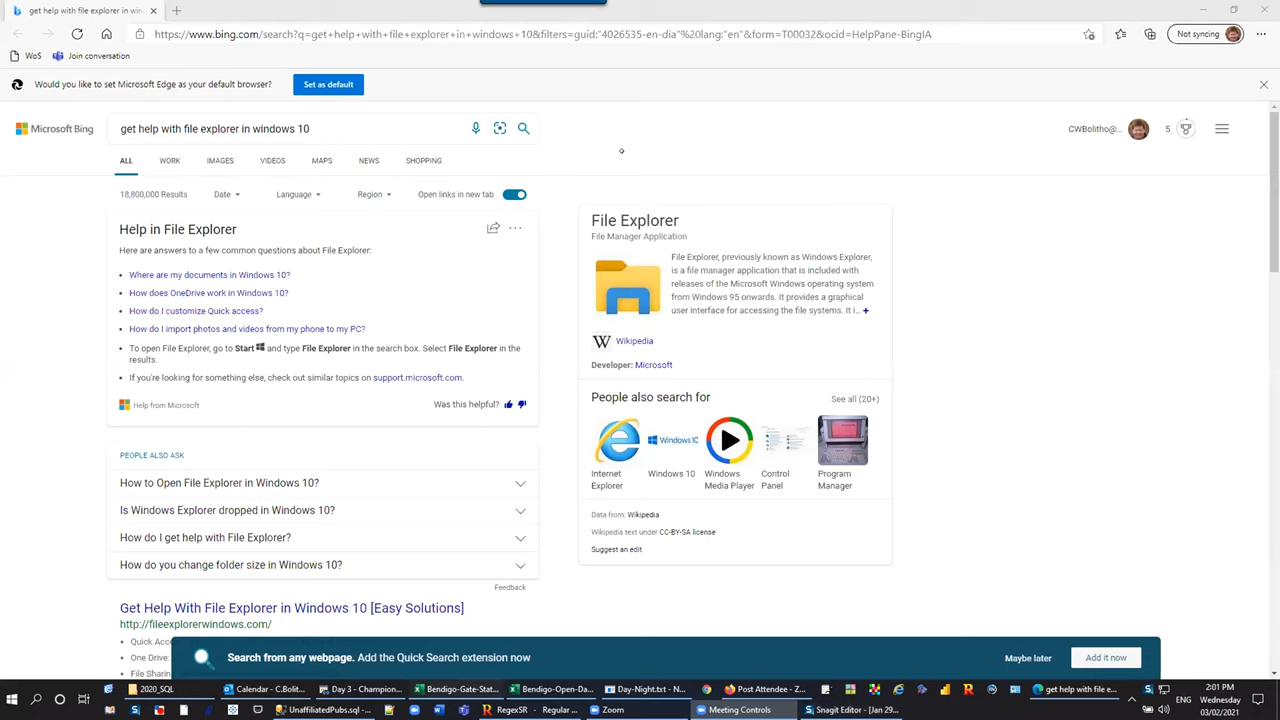 get help with file explorer in win
https://www.bing.com/search?q=get+help+with+file+explorer+in+windows+10&filters=guid:"4026535-en-dia"%20lang:"en"&form=T00032&ocid=HelpPane-BingIA
Not syncing
WoS
Join conversation
Would you like to set Microsoft Edge as your default browser?
Set as default
Microsoft Bing
get help with file explorer in windows 10
CWBolitho@...
5
ALL
WORK
IMAGES
VIDEOS
MAPS
NEWS
SHOPPING
18,800,000 Results
Date
Language
Region
Open links in new tab
Help in File Explorer
Here are answers to a few common questions about File Explorer:
• Where are my documents in Windows 10?
• How does OneDrive work in Windows 10?
• How do I customize Quick access?
• How do I import photos and videos from my phone to my PC?
• To open File Explorer, go to Start and type File Explorer in the search box. Select File Explorer in the
results.
• If you're looking for something else, check out similar topics on support.microsoft.com.
Help from Microsoft
Was this helpful?
PEOPLE ALSO ASK
How to Open File Explorer in Windows 10?
Is Windows Explorer dropped in Windows 10?
How do I get help with File Explorer?
How do you change folder size in Windows 10?
Feedback
Get Help With File Explorer in Windows 10 [Easy Solutions]
http://fileexplorerwindows.com/
• Quick Acc
• One Drive:
• File Sharin
File Explorer
File Manager Application
File Explorer, previously known as Windows Explorer,
is a file manager application that is included with
releases of the Microsoft Windows operating system
from Windows 95 onwards. It provides a graphical
user interface for accessing the file systems. It i... +
W Wikipedia
Developer: Microsoft
People also search for
See all (20+)
Windows 10
Internet
Explorer
Windows 10
Windows
Media Player
Control
Panel
Program
Manager
Data from: Wikipedia
Wikipedia text under CC-BY-SA license
Suggest an edit
Search from any webpage. Add the Quick Search extension now
Maybe later
Add it now
2020_SQL
Calendar - C.Bolit...
Day 3 - Champion...
Bendigo-Gate-Stat...
Bendigo-Open-Da...
Day-Night.txt - N...
Post Attendee - Z...
get help with file e...
2:01 PM
ENG
Wednesday
UnaffiliatedPubs.sql -...
RegexSR - Regular ...
Zoom
Meeting Controls
Snagit Editor - [Jan 29...
03/02/2021